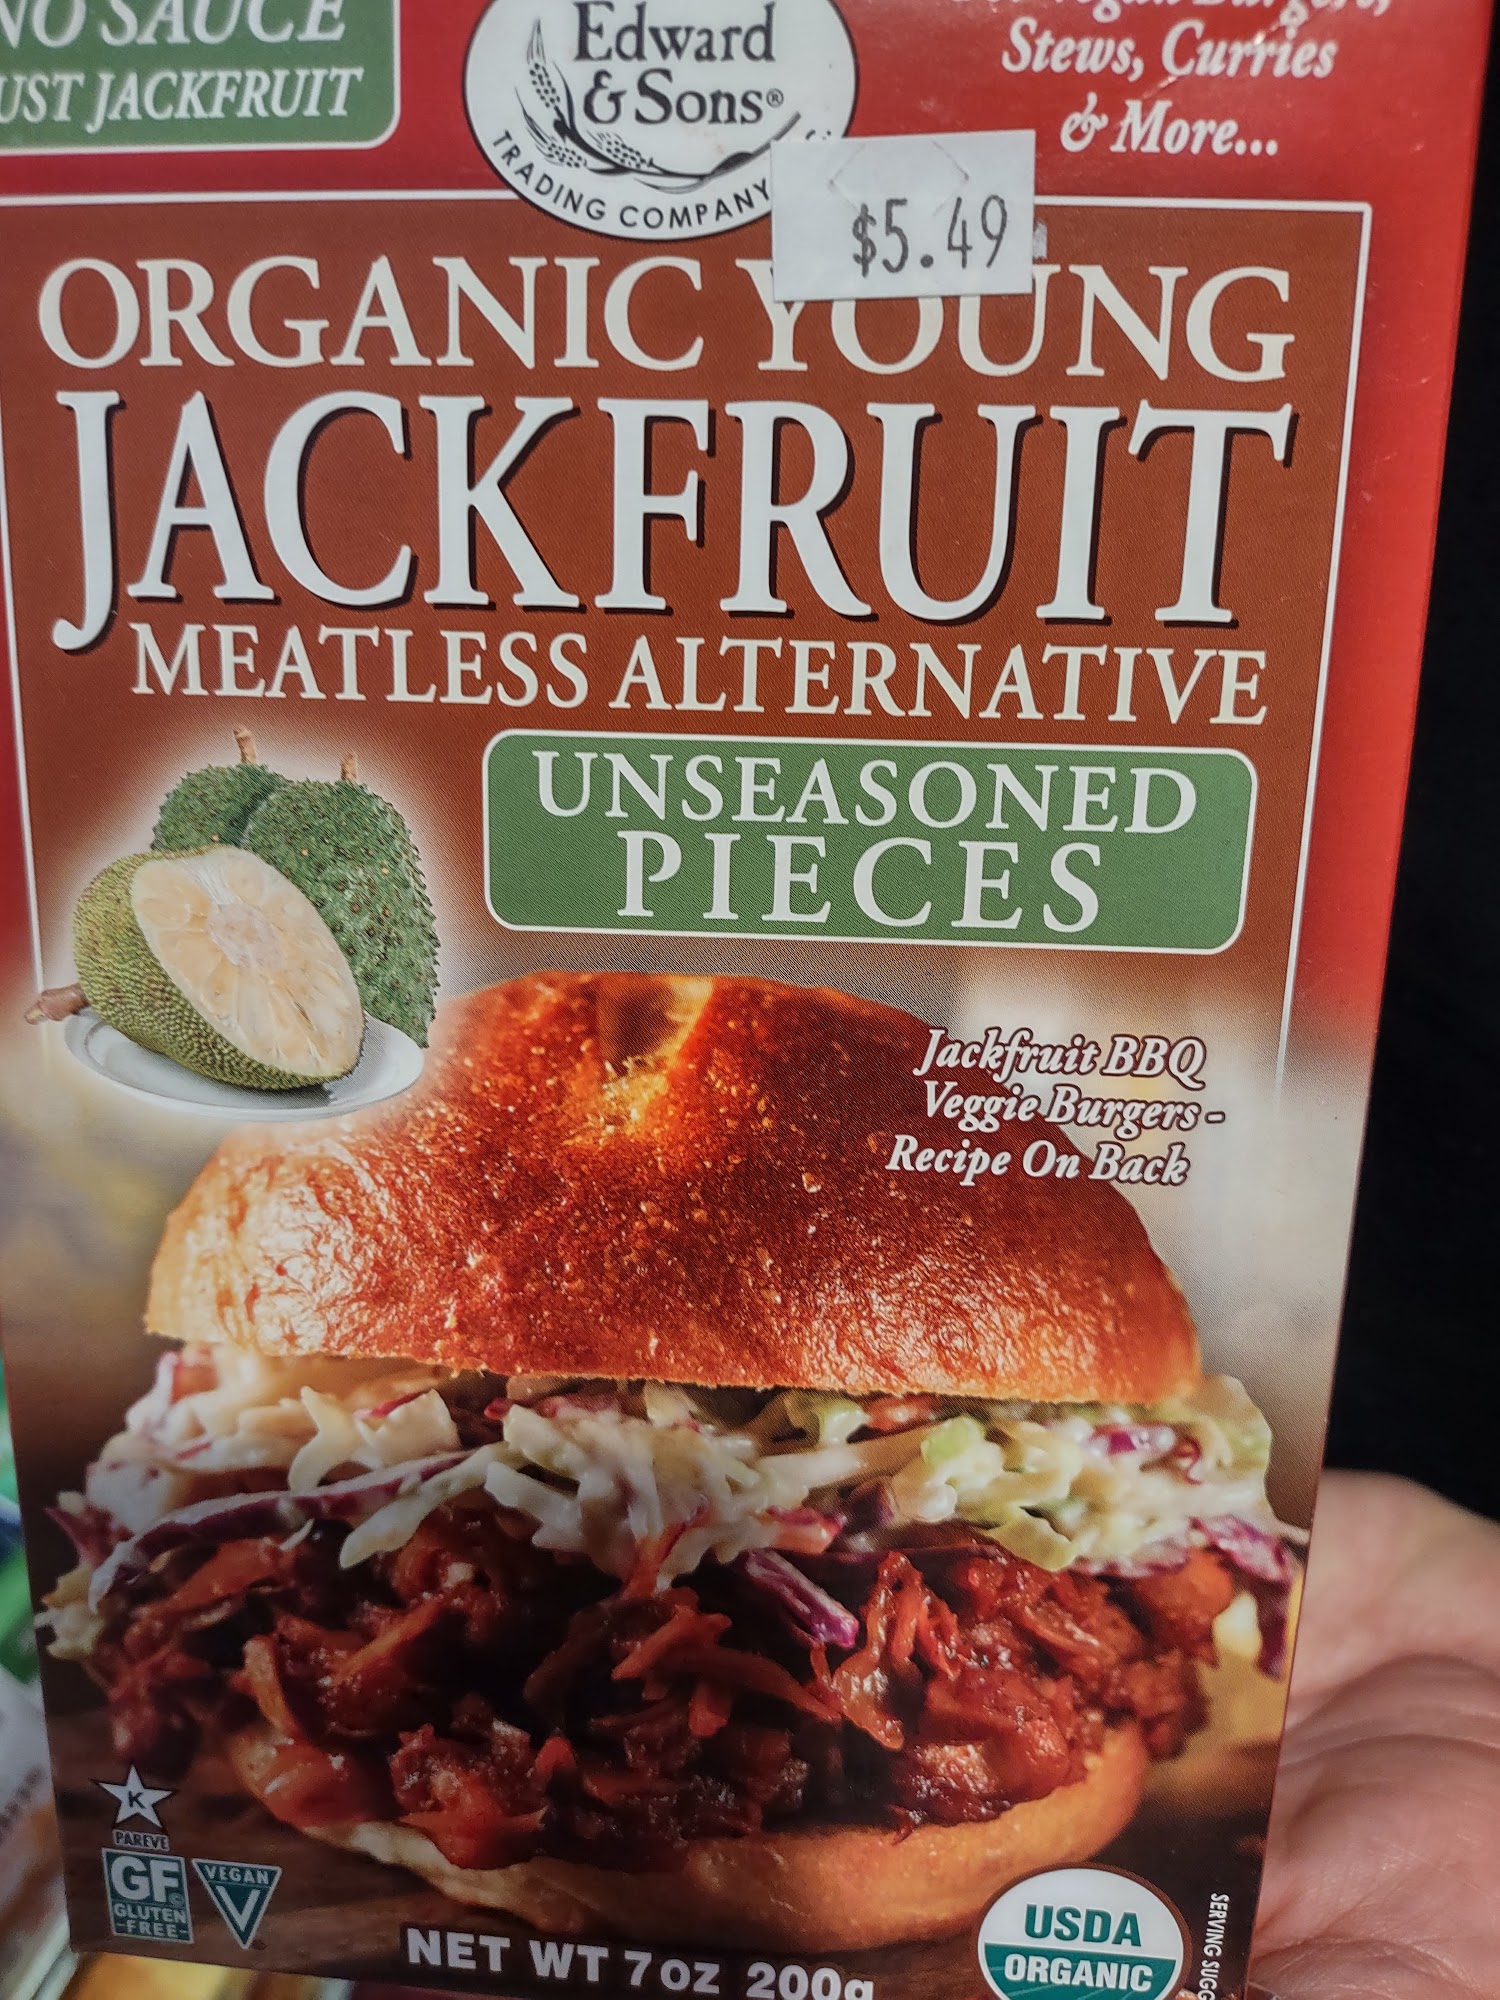 NO SAUCE
JUST JACKFRUIT
Edward
& Sons®
TRADING COMPANY
Stews, Curries
& More...
$5.49
ORGANIC YOUNG
JACKFRUIT
MEATLESS ALTERNATIVE
UNSEASONED
PIECES
Jackfruit BBQ
Veggie Burgers -
Recipe On Back
K
PAREVE
GF
GLUTEN
-FREE-
VEGAN
V
NET WT 7 OZ 200g
USDA
ORGANIC
SERVING